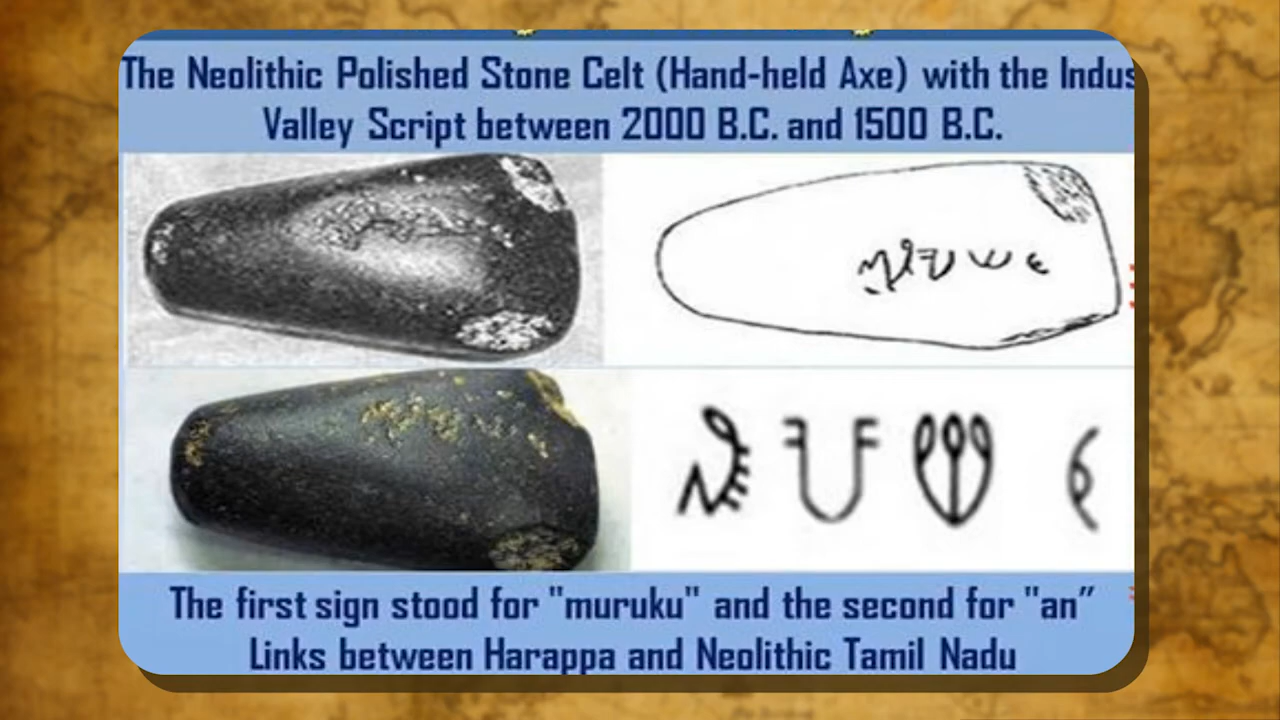 The Neolithic Polished Stone Celt (Hand-held Axe) with the Indus
Valley Script between 2000 B.C. and 1500 B.C.
The first sign stood for "muruku" and the second for "an”
Links between Harappa and Neolithic Tamil Nadu